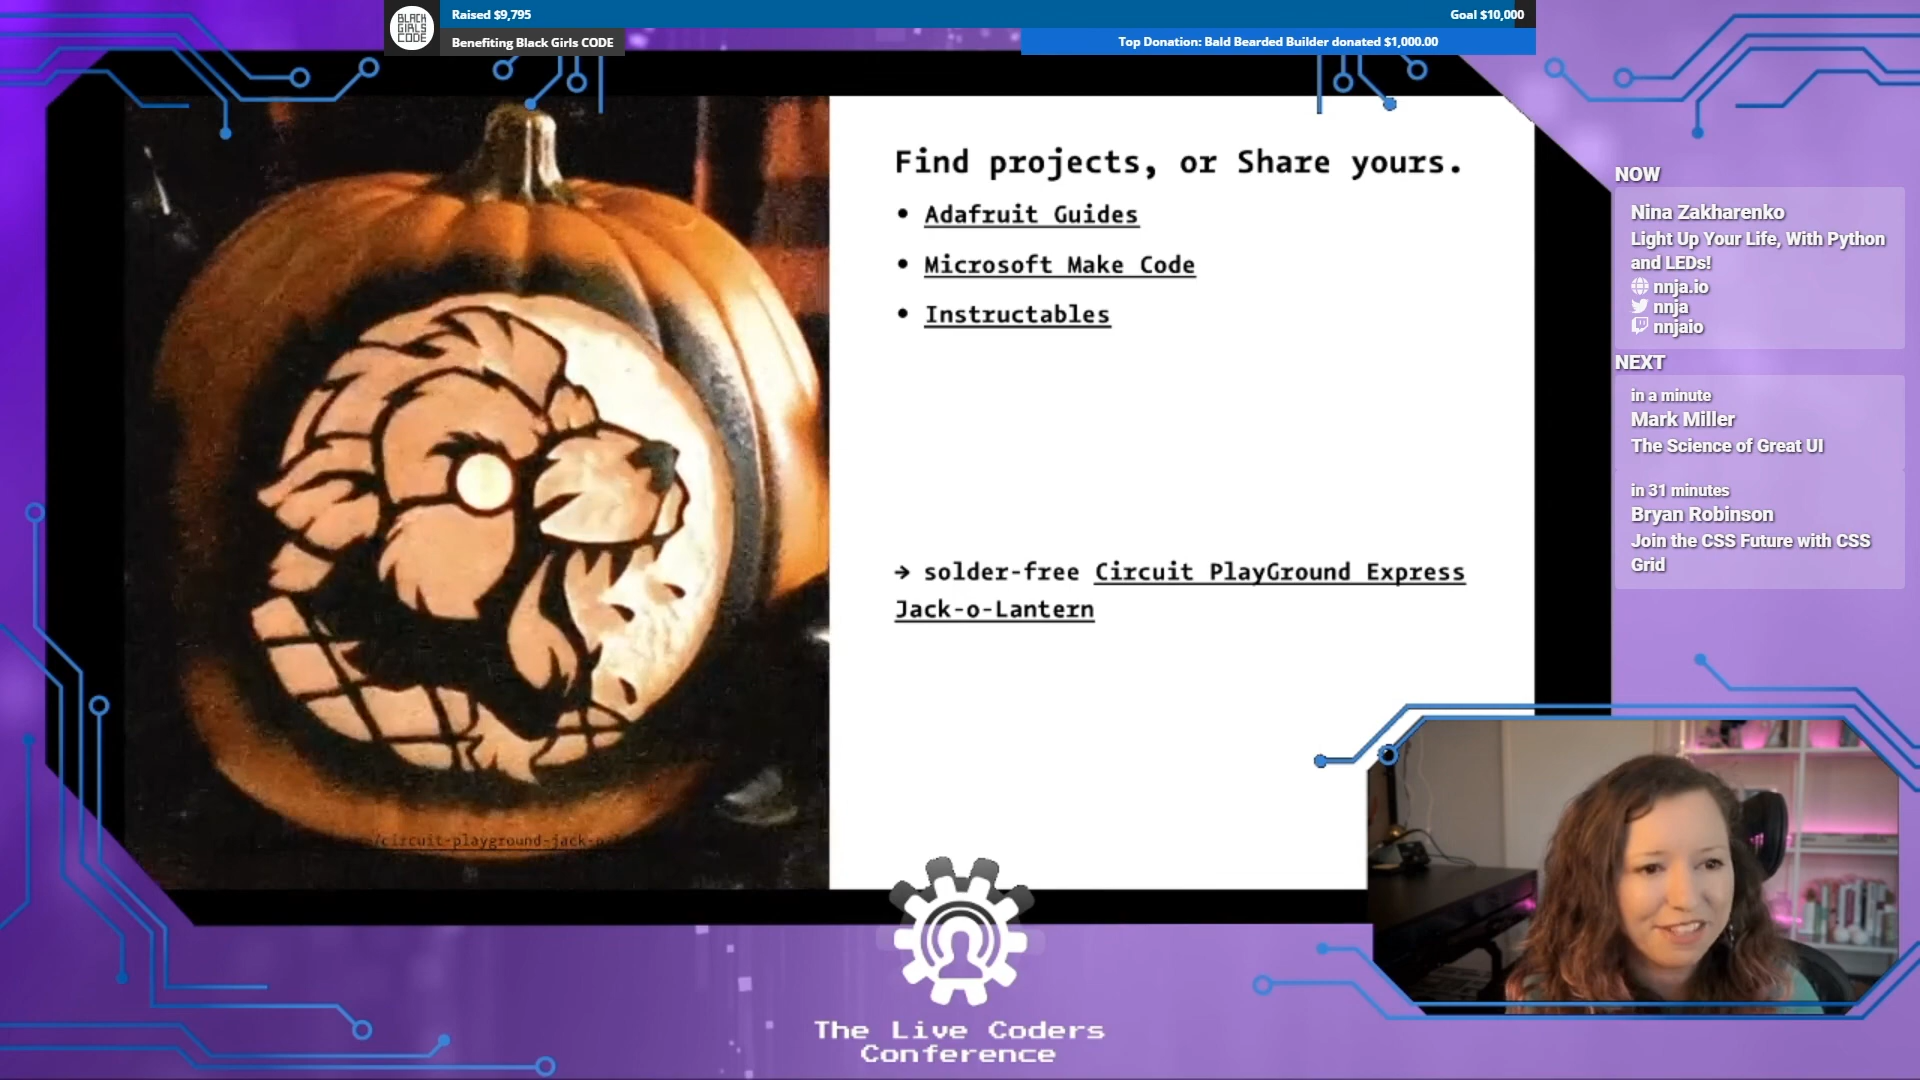 BLACK
GIRLS
CODE
Raised $9,795
Goal $10,000
Benefiting Black Girls CODE
Top Donation: Bald Bearded Builder donated $1,000.00
Find projects, or Share yours.
• Adafruit Guides
• Microsoft Make Code
• Instructables
→ solder-free Circuit PlayGround Express
Jack-o-Lantern
/circuit-playground-jack-o
NOW
Nina Zakharenko
Light Up Your Life, With Python
and LEDs!
nnja.io
nnja
nnjaio
NEXT
in a minute
Mark Miller
The Science of Great UI
in 31 minutes
Bryan Robinson
Join the CSS Future with CSS
Grid
The Live Coders
Conference